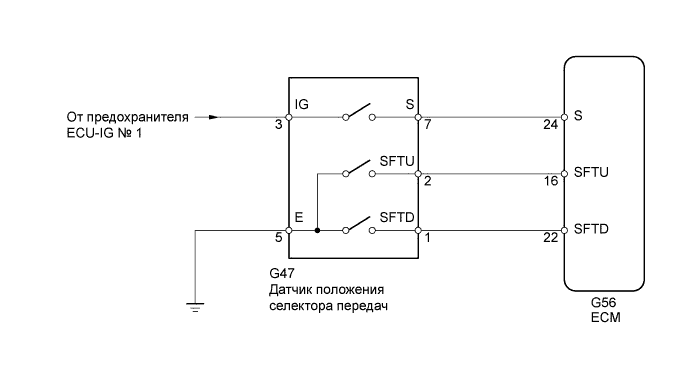 От предохранителя
ECU-IG № 1
IG
S
3
7
24
S
SFTU
2
16
SFTU
E
SFTD
5
1
22
SFTD
G47
Датчик положения
селектора передач
G56
ECM